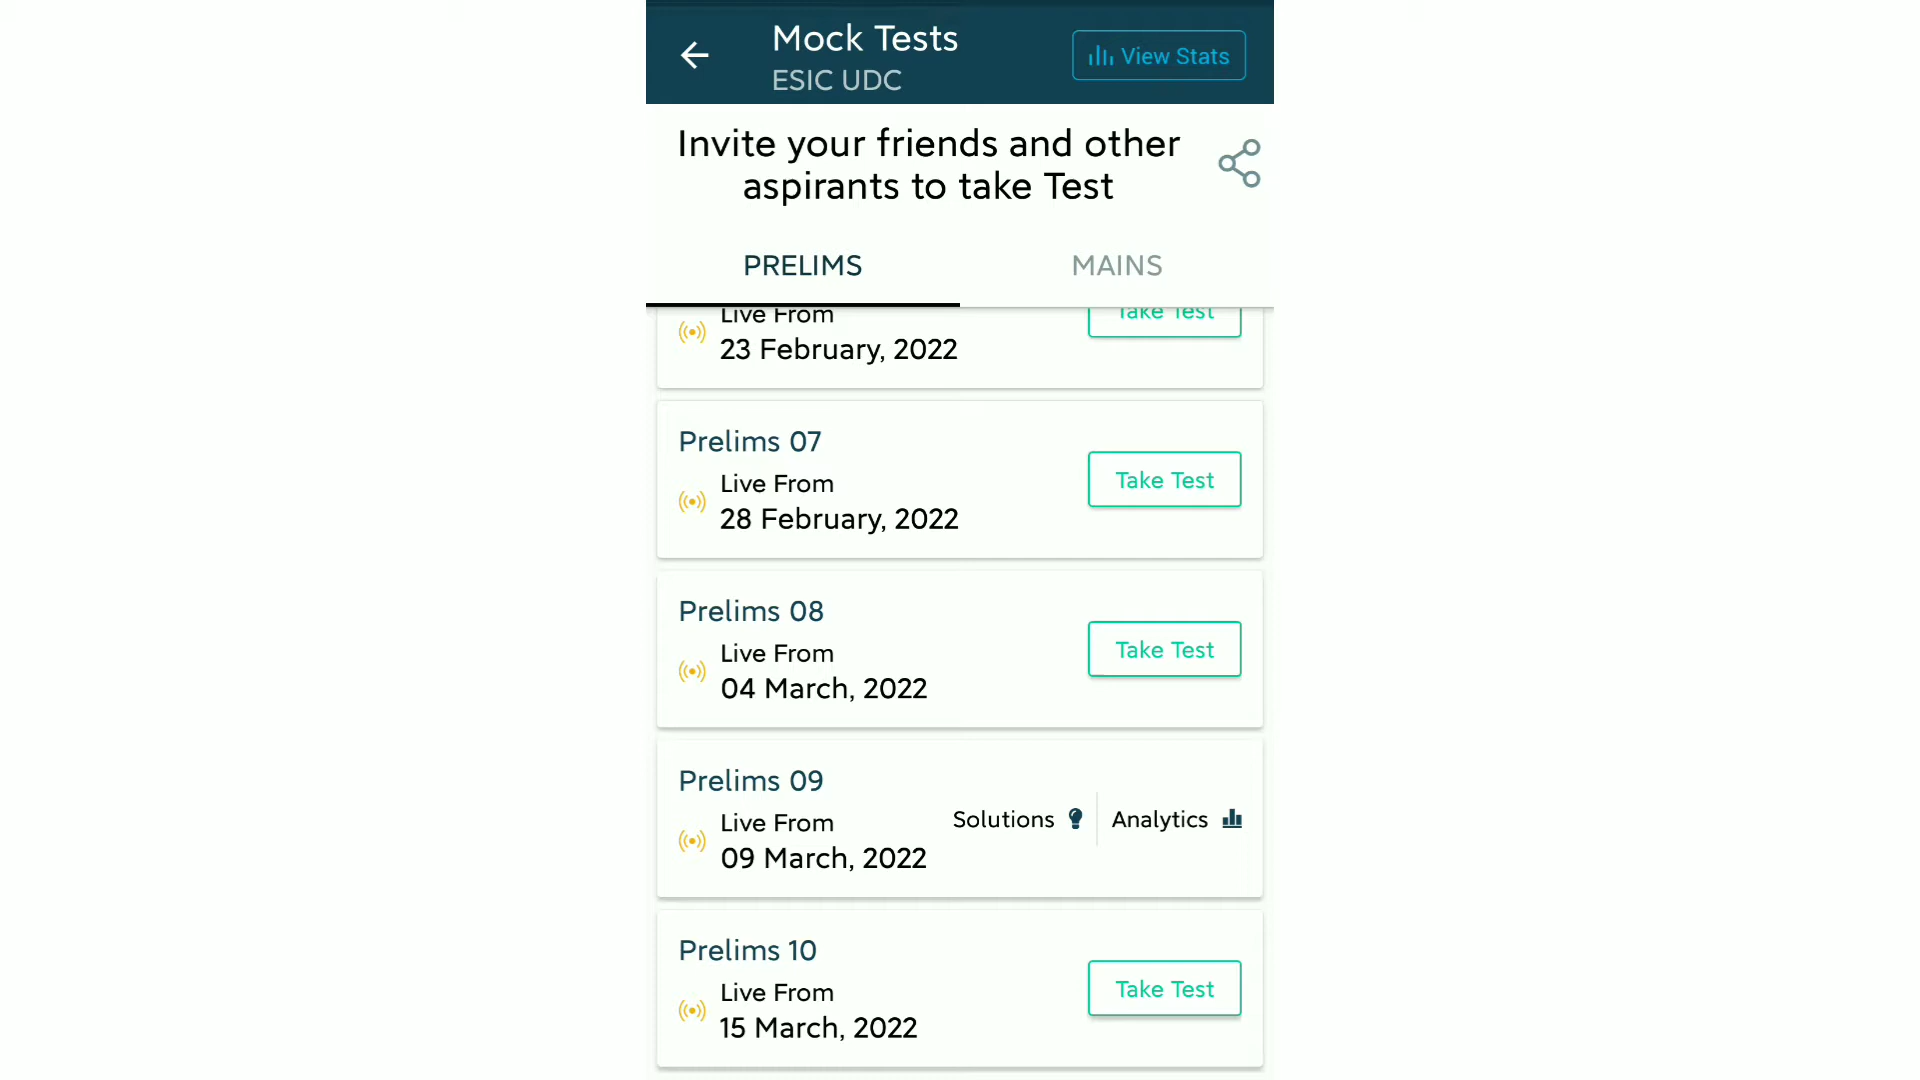 Mock Tests
ESIC UDC
View Stats
Invite your friends and other
aspirants to take Test
PRELIMS
MAINS
Live From
23 February, 2022
Take Test
Prelims 07
Live From
28 February, 2022
Take Test
Prelims 08
Live From
04 March, 2022
Take Test
Prelims 09
Live From
09 March, 2022
Solutions
Analytics
Prelims 10
Live From
15 March, 2022
Take Test